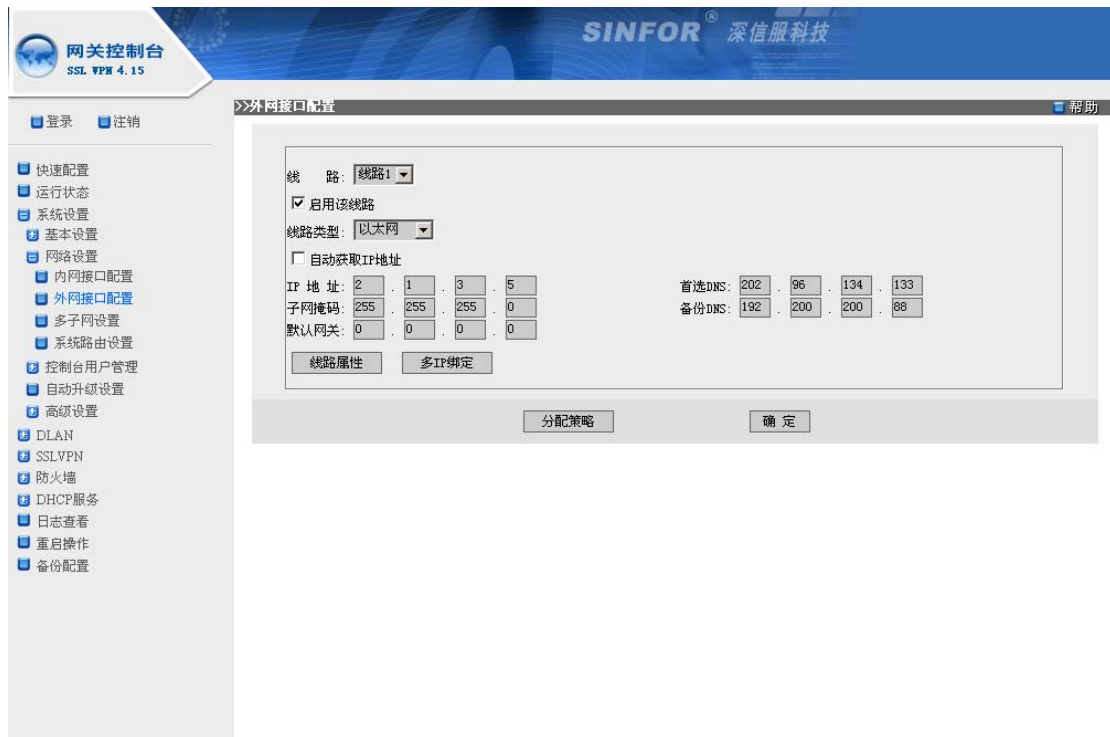 网关控制台
SSL VPN 4.15
SINFOR® 深信服科技
登录 注销
>>外网接口配置
帮助
快速配置
运行状态
系统设置
基本设置
网络设置
内网接口配置
外网接口配置
多子网设置
系统路由设置
控制台用户管理
自动升级设置
高级设置
DLAN
SSLVPN
防火墙
DHCP服务
日志查看
重启操作
备份配置
线 路: 线路1
启用该线路
线路类型: 以太网
自动获取IP地址
IP 地 址: 2 . 1 . 3 . 5
首选DNS: 202 . 96 . 134 . 133
子网掩码: 255 . 255 . 255 . 0
备份DNS: 192 . 200 . 200 . 88
默认网关: 0 . 0 . 0 . 0
线路属性 多IP绑定
分配策略 确 定